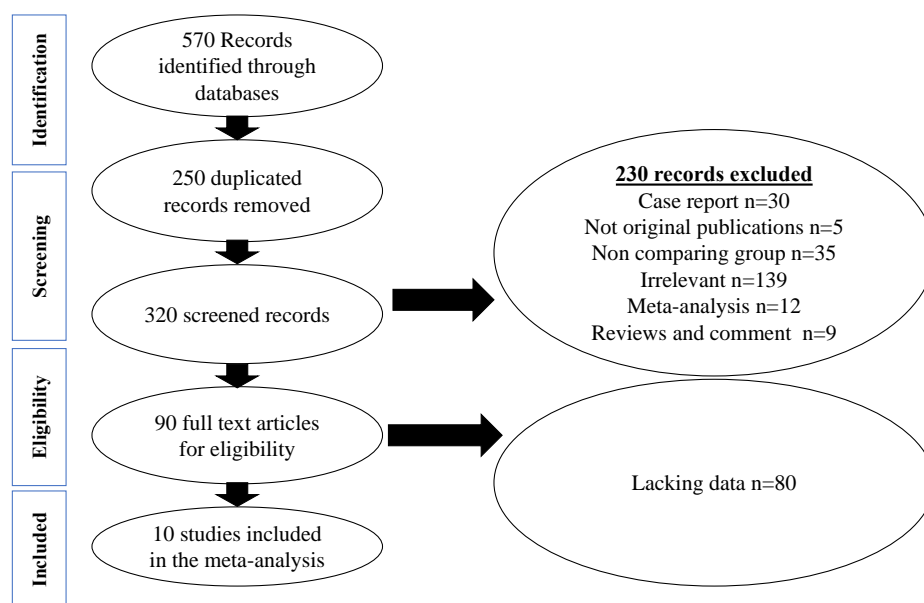 Identification
570 Records
identified through
databases
Screening
250 duplicated
records removed
320 screened records
230 records excluded
Case report n=30
Not original publications n=5
Non comparing group n=35
Irrelevant n=139
Meta-analysis n=12
Reviews and comment n=9
Eligibility
90 full text articles
for eligibility
Lacking data n=80
Included
10 studies included
in the meta-analysis